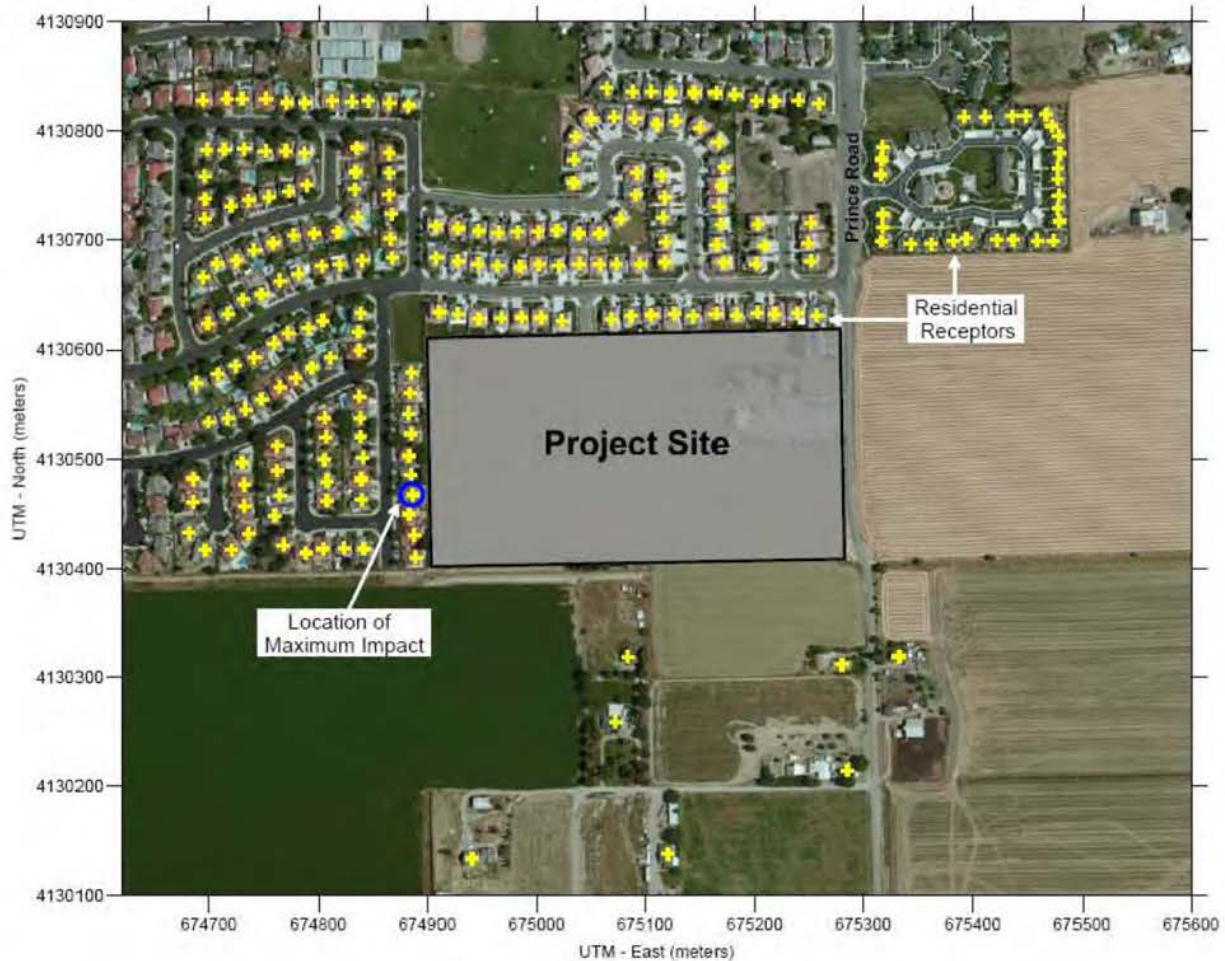 4130900
4130800
4130700
4130600
4130500
4130400
4130300
4130200
4130100
UTM - North (meters)
Prince Road
Residential
Receptors
Project Site
Location of
Maximum Impact
674700
674800
674900
675000
675100
675200
675300
675400
675500
675600
UTM - East (meters)